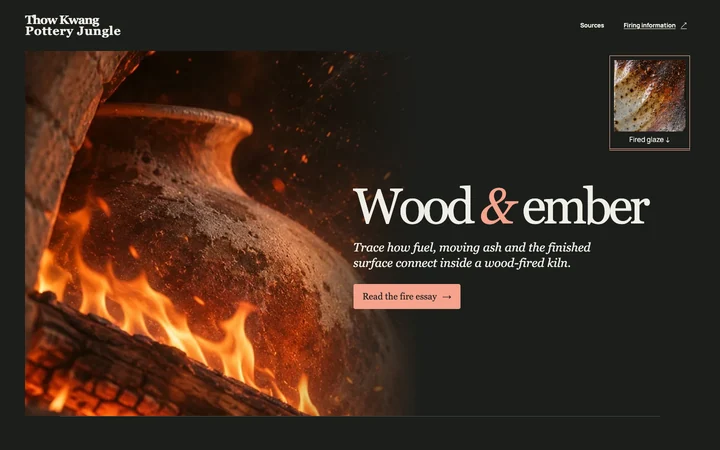 Thow Kwang
Pottery Jungle
Sources
Firing information ↗
Fired glaze ↓
Wood & ember
Trace how fuel, moving ash and the finished
surface connect inside a wood-fired kiln.
Read the fire essay →